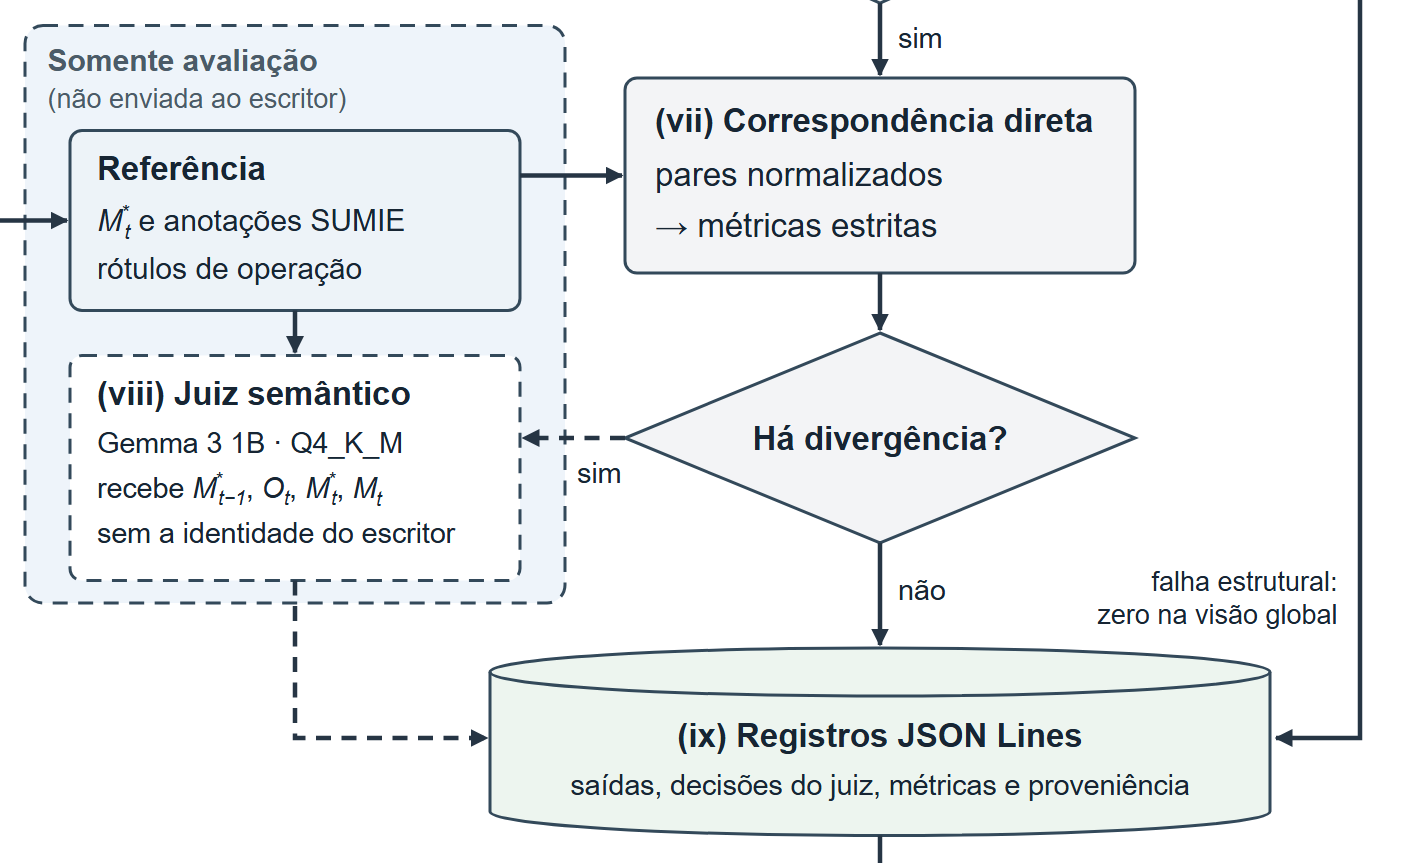 sim
Somente avaliação
(não enviada ao escritor)
Referência
M*t e anotações SUMIE
rótulos de operação
(vii) Correspondência direta
pares normalizados
→ métricas estritas
(viii) Juiz semântico
Gemma 3 1B · Q4_K_M
recebe M*t−1, Ot, M*t, Mt
sem a identidade do escritor
Há divergência?
sim
não
falha estrutural:
zero na visão global
(ix) Registros JSON Lines
saídas, decisões do juiz, métricas e proveniência